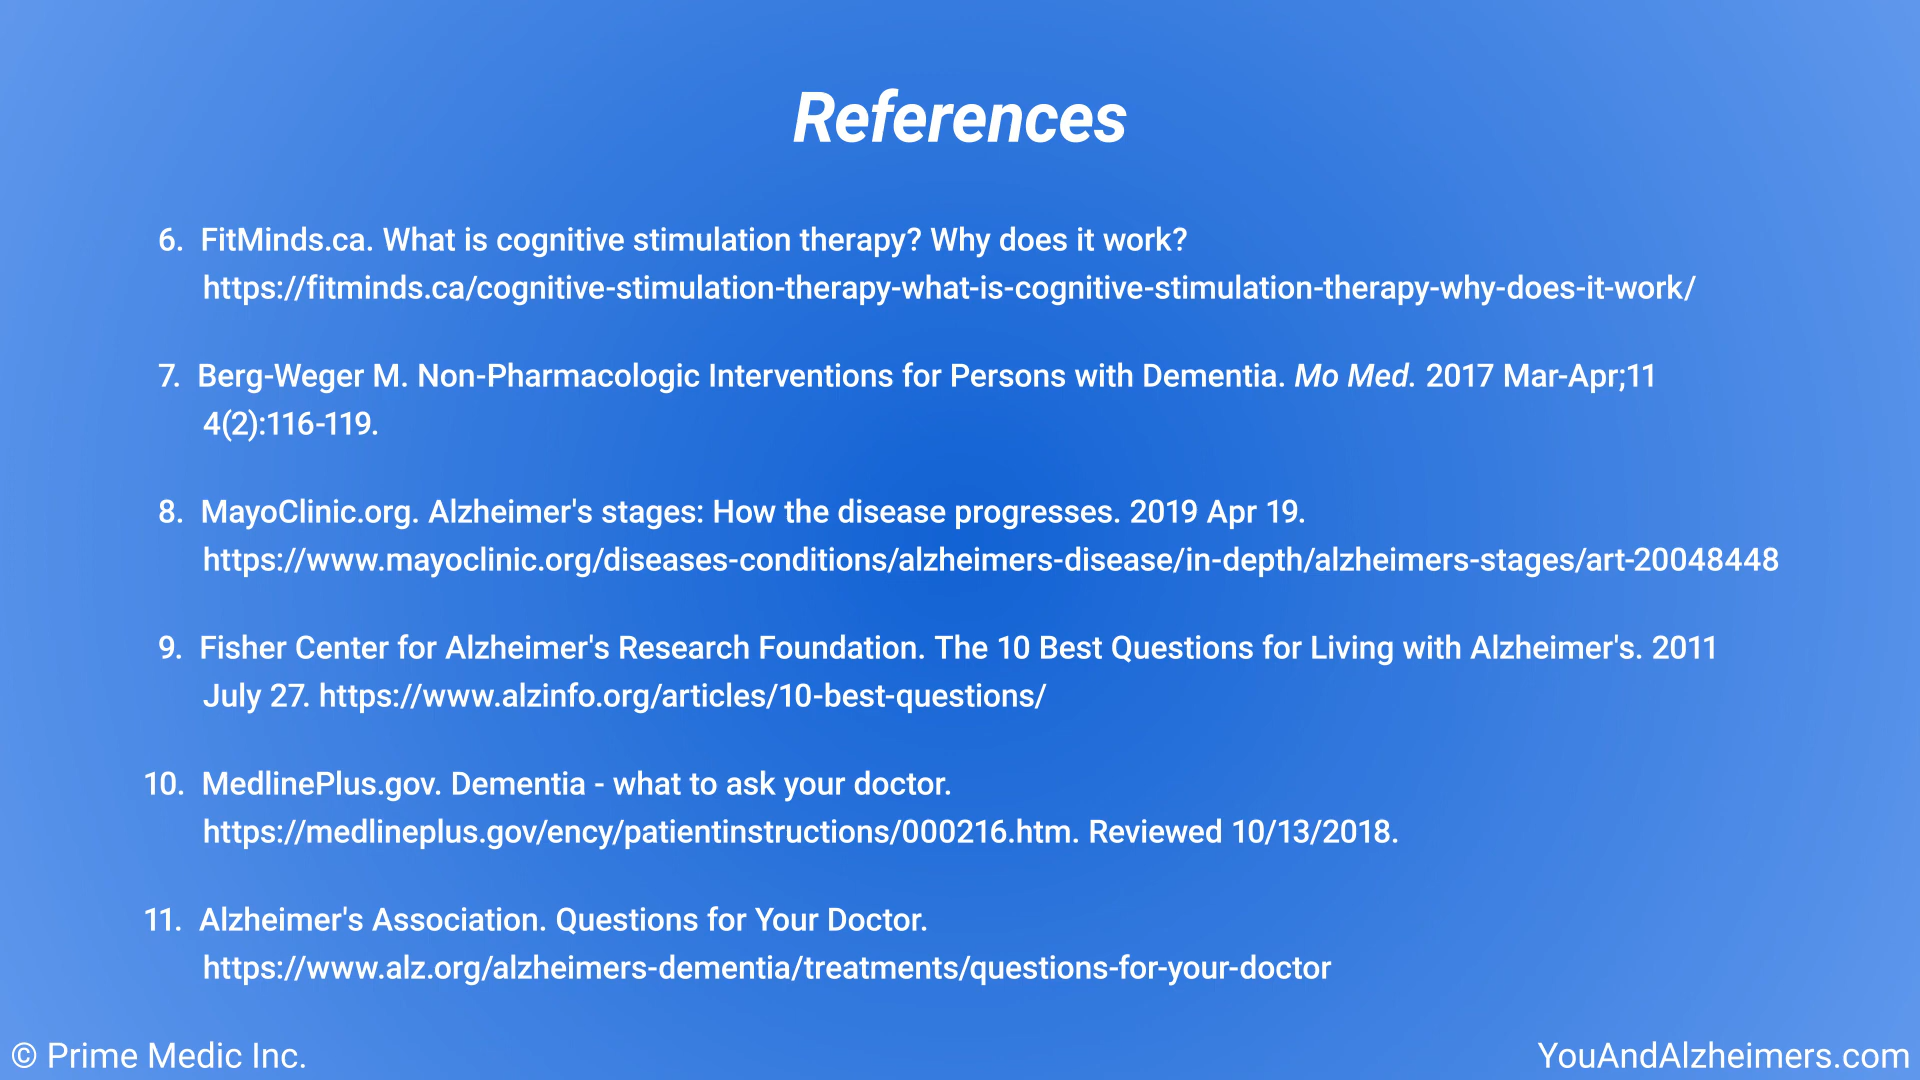 References
6. FitMinds.ca. What is cognitive stimulation therapy? Why does it work?
https://fitminds.ca/cognitive-stimulation-therapy-what-is-cognitive-stimulation-therapy-why-does-it-work/
7. Berg-Weger M. Non-Pharmacologic Interventions for Persons with Dementia. Mo Med. 2017 Mar-Apr;11
4(2):116-119.
8. MayoClinic.org. Alzheimer's stages: How the disease progresses. 2019 Apr 19.
https://www.mayoclinic.org/diseases-conditions/alzheimers-disease/in-depth/alzheimers-stages/art-20048448
9. Fisher Center for Alzheimer's Research Foundation. The 10 Best Questions for Living with Alzheimer's. 2011
July 27. https://www.alzinfo.org/articles/10-best-questions/
10. MedlinePlus.gov. Dementia - what to ask your doctor.
https://medlineplus.gov/ency/patientinstructions/000216.htm. Reviewed 10/13/2018.
11. Alzheimer's Association. Questions for Your Doctor.
https://www.alz.org/alzheimers-dementia/treatments/questions-for-your-doctor
© Prime Medic Inc.
YouAndAlzheimers.com